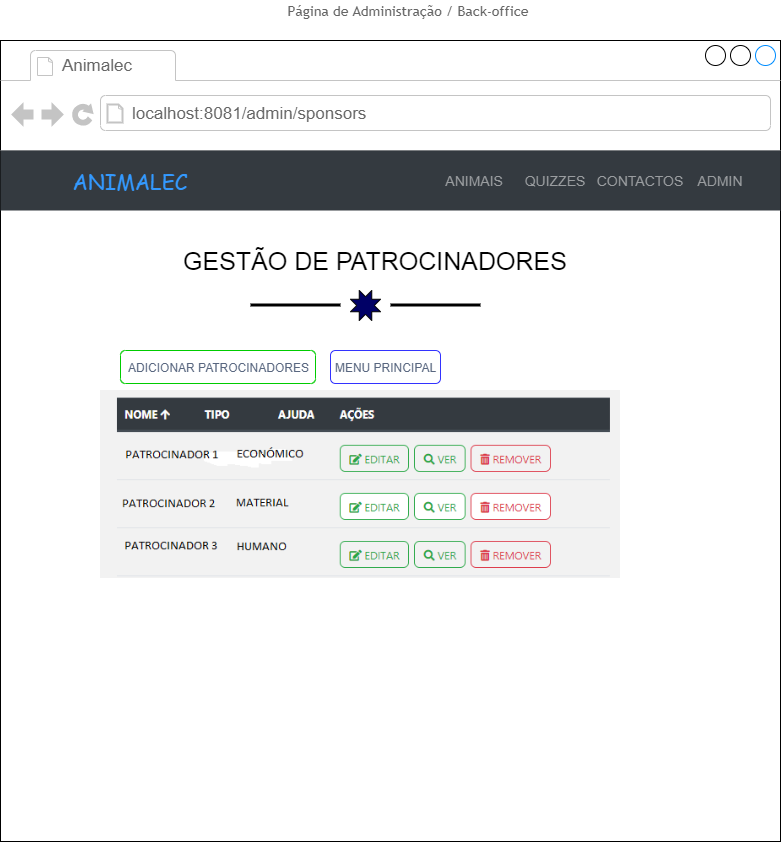 Página de Administração / Back-office
Animalec
localhost:8081/admin/sponsors
ANIMALEC ANIMAIS QUIZZES CONTACTOS ADMIN
GESTÃO DE PATROCINADORES
ADICIONAR PATROCINADORES MENU PRINCIPAL
NOME TIPO AJUDA AÇÕES
PATROCINADOR 1 ECONÓMICO EDITAR VER REMOVER
PATROCINADOR 2 MATERIAL EDITAR VER REMOVER
PATROCINADOR 3 HUMANO EDITAR VER REMOVER